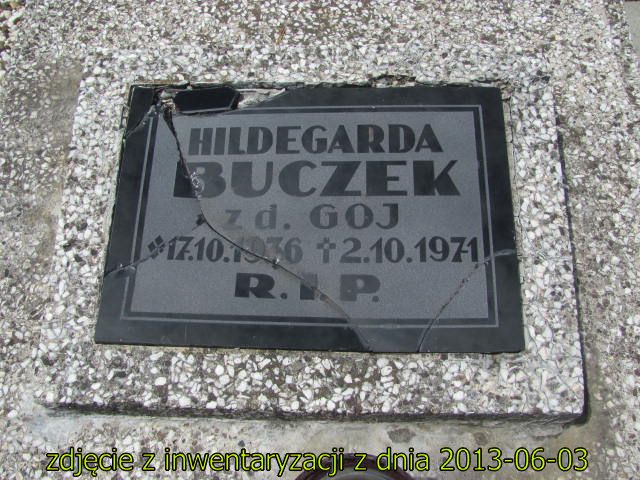 HILDEGARDA
BUCZEK
z d. GOJ
*17.10.1936 †2.10.1971
R.I.P.
zdjęcie z inwentaryzacji z dnia 2013-06-03